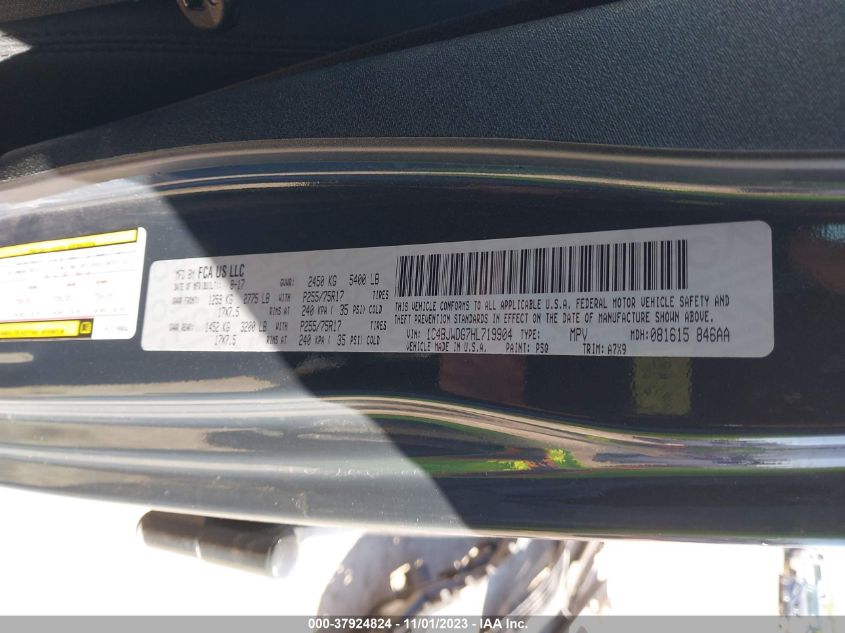 MFD BY FCA US LLC
DATE OF MFR/BUILT: 8-17 GVWR: 2450 KG 5400 LB
GAWR FRONT: 1259 KG 2775 LB WITH P255/75R17 TIRES
17X7.5 RIMS AT 240 KPA ( 35 PSI) COLD
GAWR REAR: 1452 KG 3200 LB WITH P255/75R17 TIRES
17X7.5 RIMS AT 240 KPA ( 35 PSI) COLD
THIS VEHICLE CONFORMS TO ALL APPLICABLE U.S.A. FEDERAL MOTOR VEHICLE SAFETY AND
THEFT PREVENTION STANDARDS IN EFFECT ON THE DATE OF MANUFACTURE SHOWN ABOVE.
VIN: 1C4BJWDG7HL719904 TYPE: MPV MDH: 081615 846AA
VEHICLE MADE IN U.S.A. PAINT: PSQ TRIM: A7X9
000-37924824 - 11/01/2023 - IAA Inc.